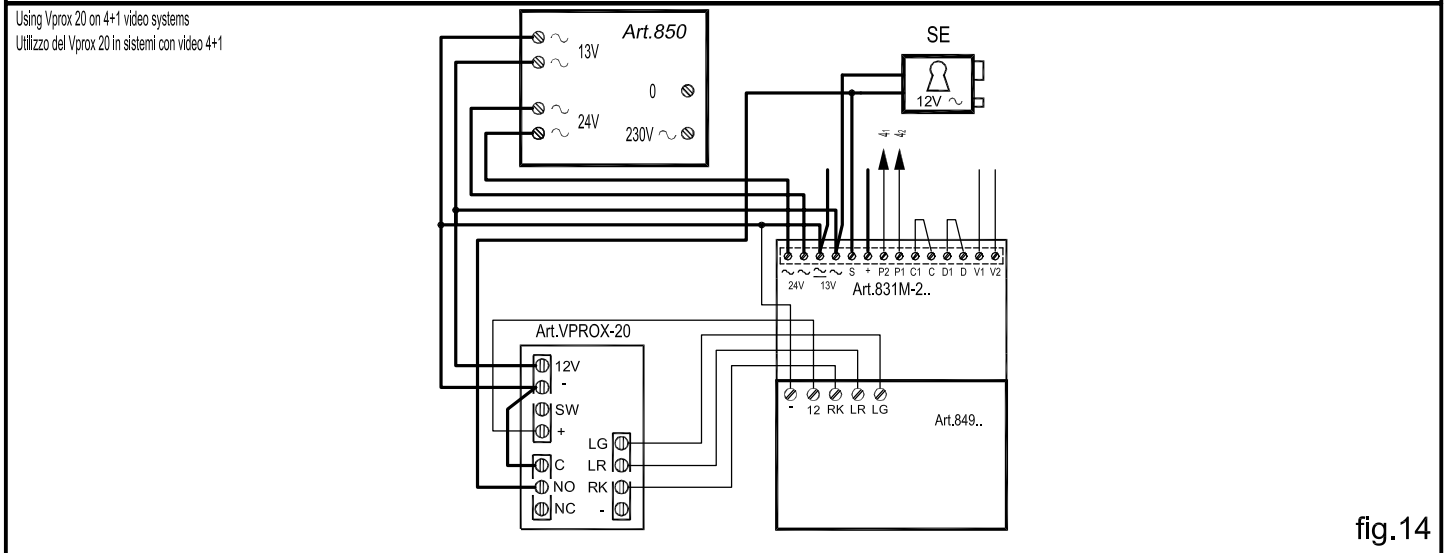 Using Vprox 20 on 4+1 video systems
Utilizzo del Vprox 20 in sistemi con video 4+1
Art.850
13V
0
24V
230V
SE
12V
4₁ 4₂
S + P2 P1 C1 C D1 D V1 V2
24V 13V
Art.831M-2..
Art.VPROX-20
12V
-
SW
+
C
NO
NC
LG
LR
RK
-
- 12 RK LR LG
Art.849..
fig.14